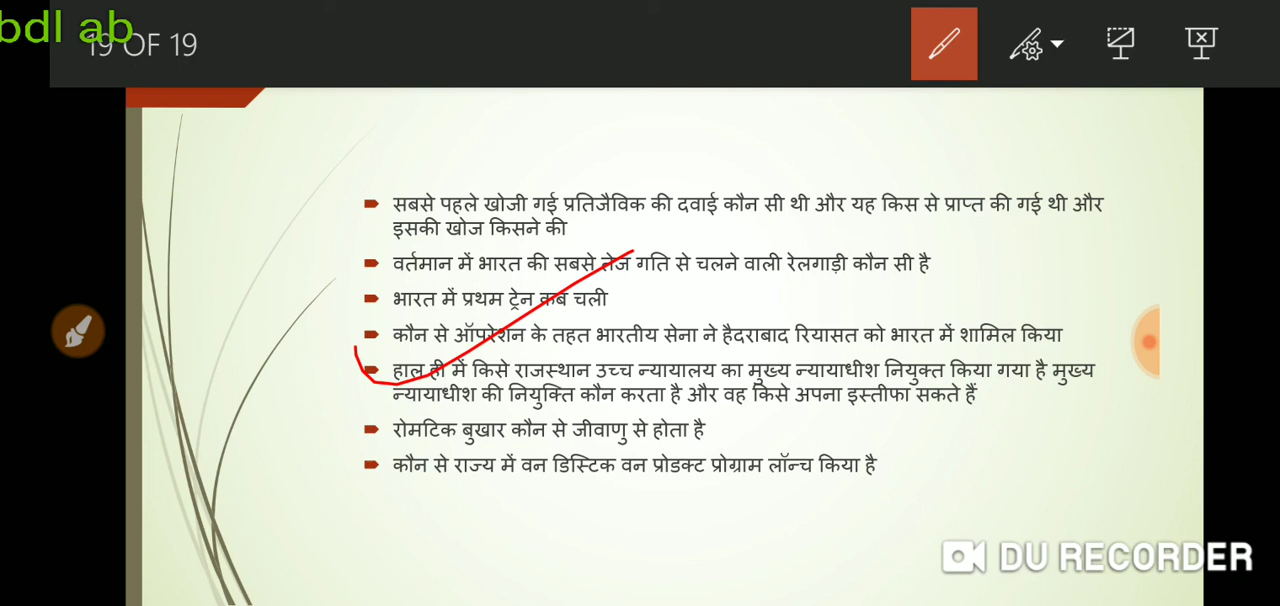 bdl ab
19 OF 19
सबसे पहले खोजी गई प्रतिजैविक की दवाई कौन सी थी और यह किस से प्राप्त की गई थी और
इसकी खोज किसने की
वर्तमान में भारत की सबसे तेज गति से चलने वाली रेलगाड़ी कौन सी है
भारत में प्रथम ट्रेन कब चली
कौन से ऑपरेशन के तहत भारतीय सेना ने हैदराबाद रियासत को भारत में शामिल किया
हाल ही में किसे राजस्थान उच्च न्यायालय का मुख्य न्यायाधीश नियुक्त किया गया है मुख्य
न्यायाधीश की नियुक्ति कौन करता है और वह किसे अपना इस्तीफा सकते हैं
रोमटिक बुखार कौन से जीवाणु से होता है
कौन से राज्य में वन डिस्टिक वन प्रोडक्ट प्रोग्राम लॉन्च किया है
DU RECORDER